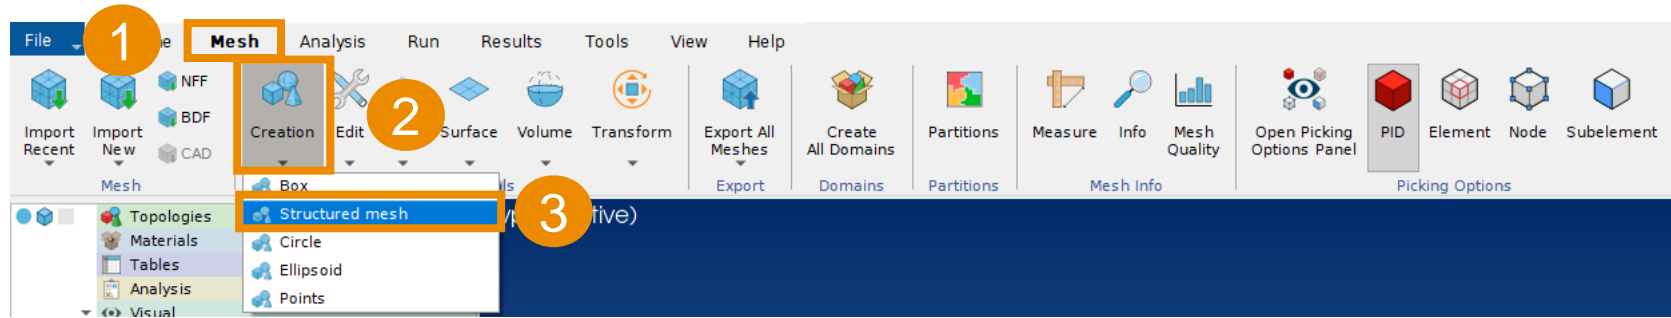 File 1 Mesh Analysis Run Results Tools View Help
NFF
BDF
CAD
Import Recent
Import New
Creation
Edit
2
Surface
Volume
Transform
Export All Meshes
Create All Domains
Partitions
Measure
Info
Mesh Quality
Open Picking Options Panel
PID
Element
Node
Subelement
Mesh
Export
Domains
Partitions
Mesh Info
Picking Options
Box
Structured mesh
3
Circle
Ellipsoid
Points
Topologies
Materials
Tables
Analysis
Visual